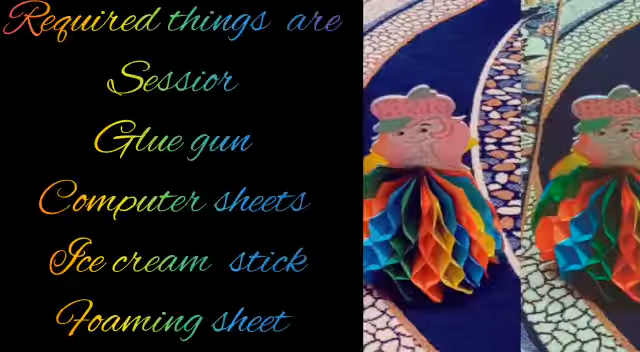 Required things are
Sessior
Glue gun
Computer sheets
Ice cream stick
Foaming sheet